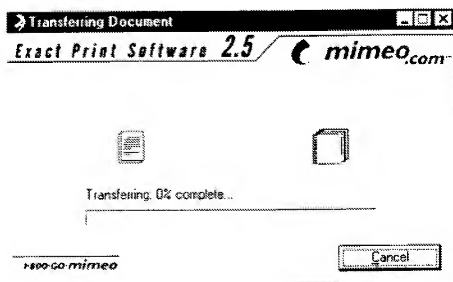 Transferring Document
Exact Print Software 2.5
mimeo.com
Transferring: 0% complete...
1-800-GO-mimeo
Cancel